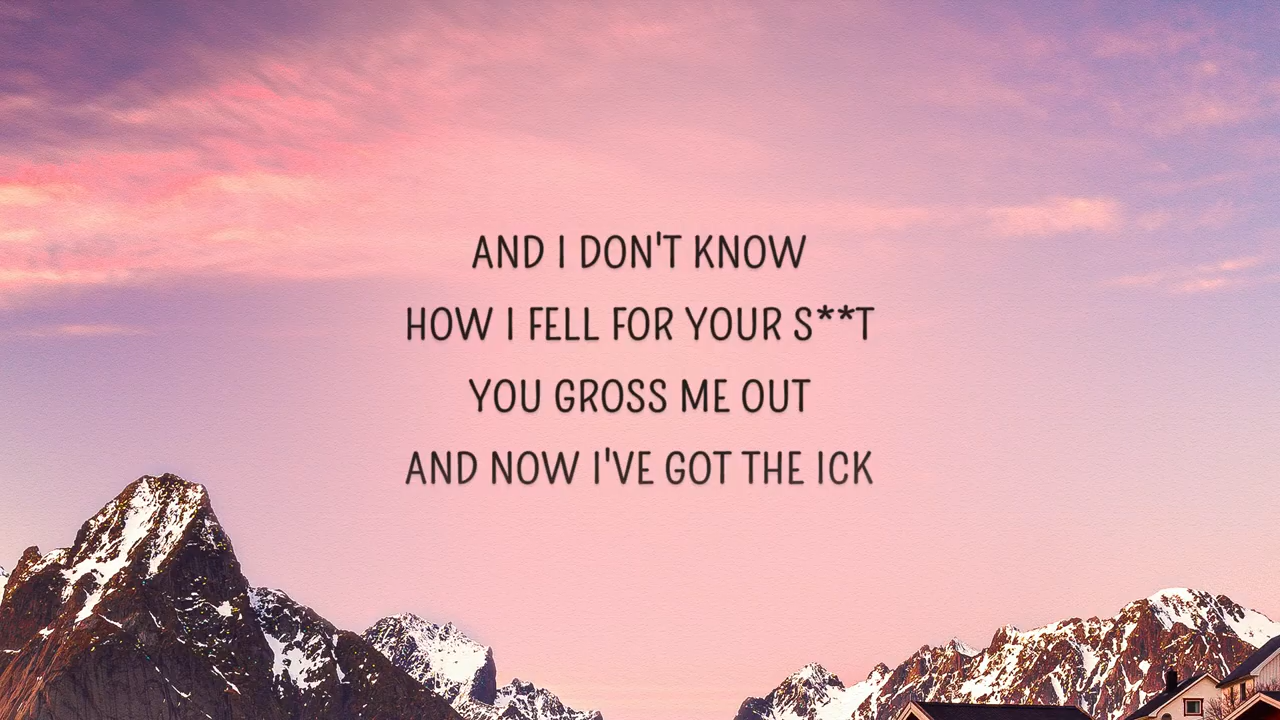 AND I DON'T KNOW
HOW I FELL FOR YOUR S**T
YOU GROSS ME OUT
AND NOW I'VE GOT THE ICK